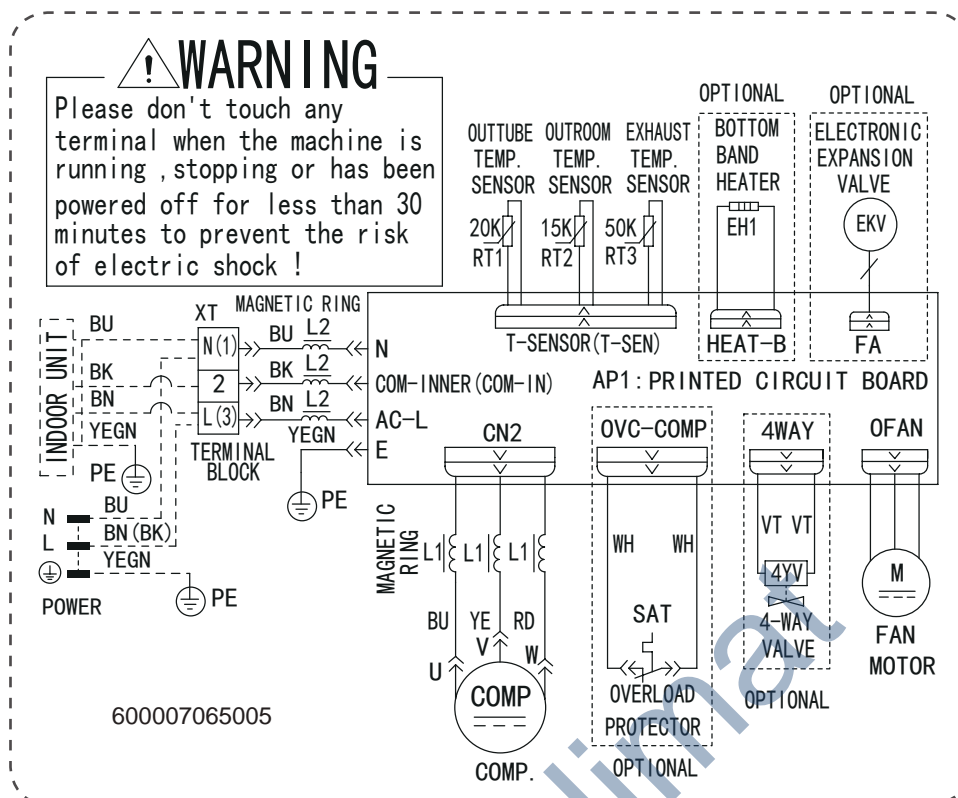 WARNING
Please don't touch any
terminal when the machine is
running ,stopping or has been
powered off for less than 30
minutes to prevent the risk
of electric shock !
OUTTUBE
TEMP.
SENSOR
OUTROOM
TEMP.
SENSOR
EXHAUST
TEMP.
SENSOR
OPTIONAL
BOTTOM
BAND
HEATER
OPTIONAL
ELECTRONIC
EXPANSION
VALVE
20K
RT1
15K
RT2
50K
RT3
EH1
EKV
T-SENSOR(T-SEN)
HEAT-B
FA
XT
MAGNETIC RING
INDOOR UNIT
BU
BK
BN
YEGN
PE
N(1)
2
L(3)
TERMINAL
BLOCK
BU L2
BK L2
BN L2
YEGN
PE
N
COM-INNER(COM-IN)
AC-L
E
AP1: PRINTED CIRCUIT BOARD
CN2
OVC-COMP
4WAY
OFAN
N
L
BU
BN(BK)
YEGN
POWER
PE
MAGNETIC
RING
L1 L1 L1
BU YE RD
U V W
COMP
COMP.
WH WH
SAT
OVERLOAD
PROTECTOR
OPTIONAL
VT VT
4YV
4-WAY
VALVE
OPTIONAL
M
FAN
MOTOR
600007065005
limat